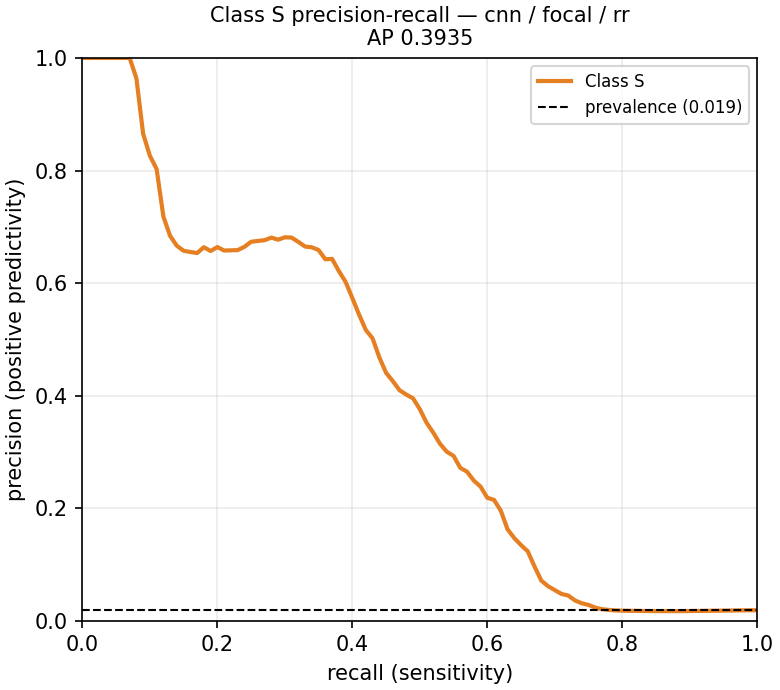 Class S precision-recall — cnn / focal / rr
AP 0.3935
Class S
prevalence (0.019)
1.0
0.8
0.6
0.4
0.2
0.0
precision (positive predictivity)
0.0 0.2 0.4 0.6 0.8 1.0
recall (sensitivity)